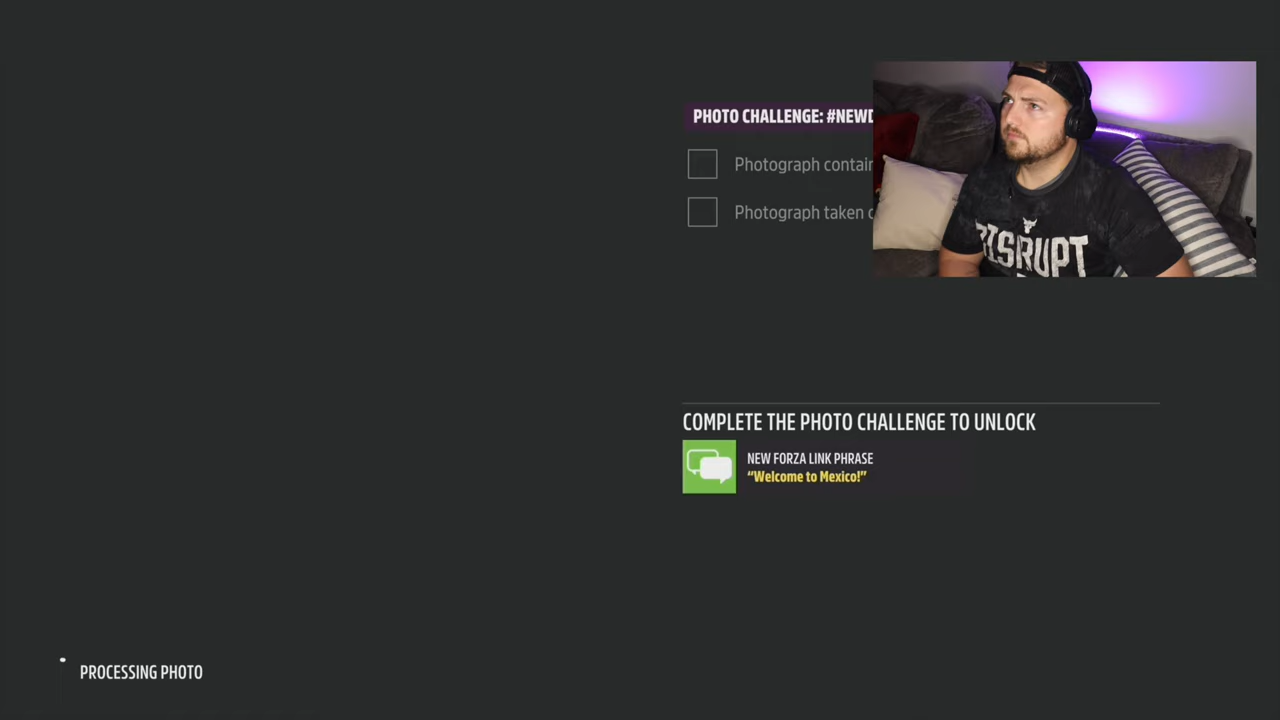 PHOTO CHALLENGE: #NEWD
Photograph contain
Photograph taken
DISRUPT
COMPLETE THE PHOTO CHALLENGE TO UNLOCK
NEW FORZA LINK PHRASE
“Welcome to Mexico!”
PROCESSING PHOTO